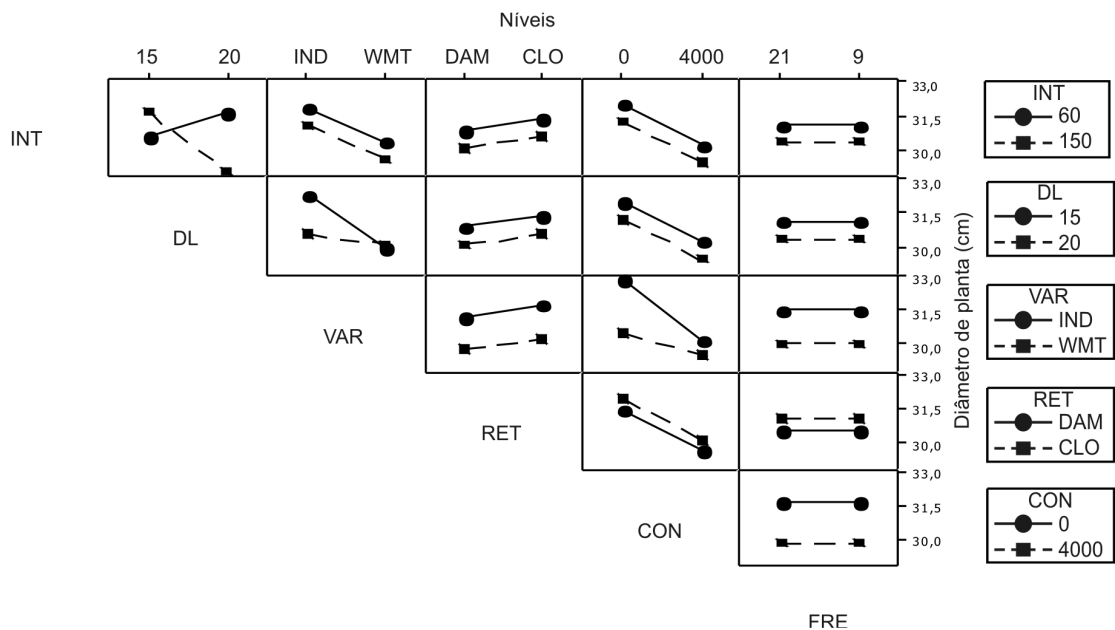 Níveis
15 20 IND WMT DAM CLO 0 4000 21 9
INT
33,0
31,5
30,0
INT
60
150
DL
33,0
31,5
30,0
DL
15
20
VAR
33,0
31,5
30,0
VAR
IND
WMT
RET
33,0
31,5
30,0
RET
DAM
CLO
CON
33,0
31,5
30,0
CON
0
4000
Diâmetro de planta (cm)
FRE